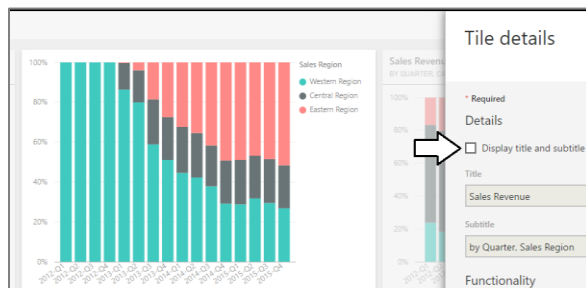 100%
80%
60%
40%
20%
0%
2012-Q1
2012-Q2
2012-Q3
2012-Q4
2013-Q1
2013-Q2
2013-Q3
2013-Q4
2014-Q1
2014-Q2
2014-Q3
2014-Q4
2015-Q1
2015-Q2
2015-Q3
2015-Q4
Sales Region
Western Region
Central Region
Eastern Region
Sales Revenu
BY QUARTER, CA
100%
80%
60%
40%
20%
0%
Tile details
* Required
Details
Display title and subtitle
Title
Sales Revenue
Subtitle
by Quarter, Sales Region
Functionality